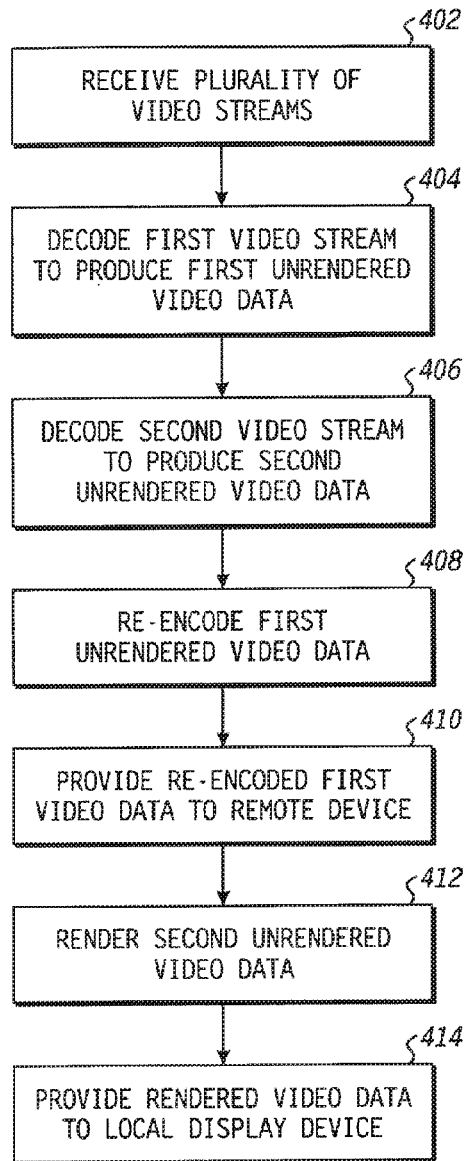 402
RECEIVE PLURALITY OF
VIDEO STREAMS
404
DECODE FIRST VIDEO STREAM
TO PRODUCE FIRST UNRENDERED
VIDEO DATA
406
DECODE SECOND VIDEO STREAM
TO PRODUCE SECOND
UNRENDERED VIDEO DATA
408
RE-ENCODE FIRST
UNRENDERED VIDEO DATA
410
PROVIDE RE-ENCODED FIRST
VIDEO DATA TO REMOTE DEVICE
412
RENDER SECOND UNRENDERED
VIDEO DATA
414
PROVIDE RENDERED VIDEO DATA
TO LOCAL DISPLAY DEVICE